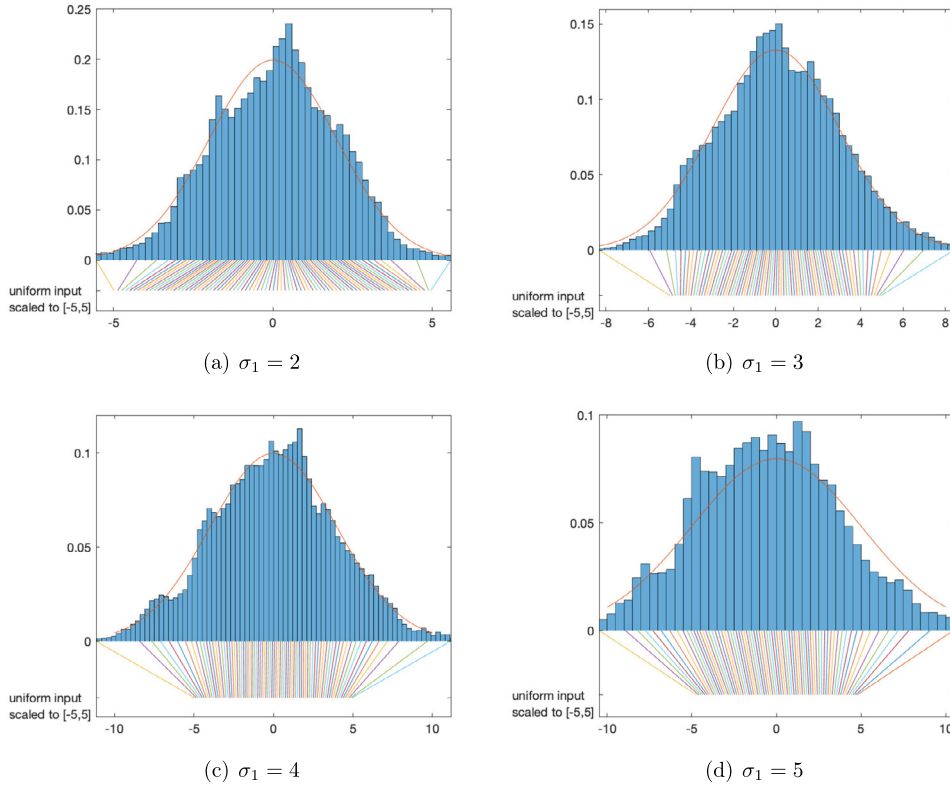 0.25
0.2
0.15
0.1
0.05
0
uniform input
scaled to [-5,5]
-5 0 5
(a) σ₁ = 2
0.15
0.1
0.05
0
uniform input
scaled to [-5,5]
-8 -6 -4 -2 0 2 4 6 8
(b) σ₁ = 3
0.1
0.05
0
uniform input
scaled to [-5,5]
-10 -5 0 5 10
(c) σ₁ = 4
0.1
0.05
0
uniform input
scaled to [-5,5]
-10 -5 0 5 10
(d) σ₁ = 5